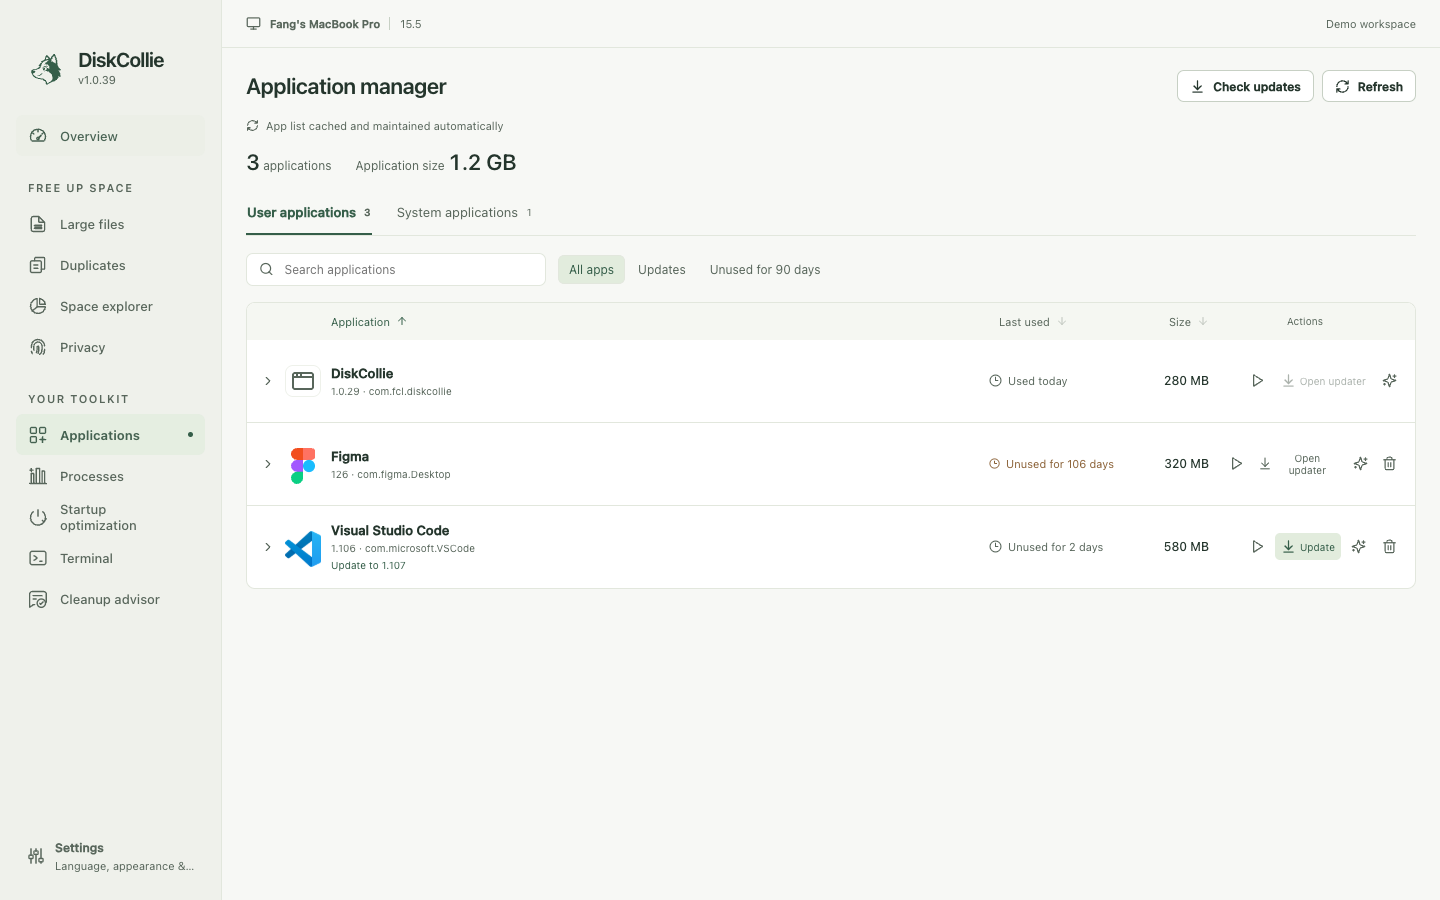 Fang's MacBook Pro
15.5
Demo workspace
DiskCollie
v1.0.39
Overview
FREE UP SPACE
Large files
Duplicates
Space explorer
Privacy
YOUR TOOLKIT
Applications
Processes
Startup
optimization
Terminal
Cleanup advisor
Settings
Language, appearance &...
Application manager
Check updates
Refresh
App list cached and maintained automatically
3 applications
Application size 1.2 GB
User applications 3
System applications 1
Search applications
All apps
Updates
Unused for 90 days
Application
Last used
Size
Actions
DiskCollie
1.0.29 · com.fcl.diskcollie
Used today
280 MB
Open updater
Figma
126 · com.figma.Desktop
Unused for 106 days
320 MB
Open
updater
Visual Studio Code
1.106 · com.microsoft.VSCode
Update to 1.107
Unused for 2 days
580 MB
Update